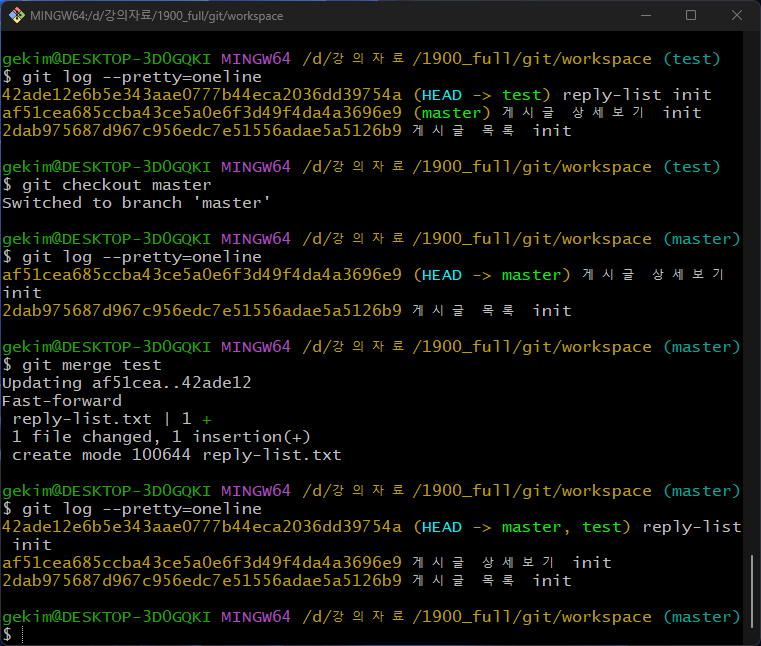 MINGW64:/d/강의자료/1900_full/git/workspace
gekim@DESKTOP-3D0GQKI MINGW64 /d/강의자료/1900_full/git/workspace (test)
$ git log --pretty=oneline
42ade12e6b5e343aae0777b44eca2036dd39754a (HEAD -> test) reply-list init
af51cea685ccba43ce5a0e6f3d49f4da4a3696e9 (master) 게시글 상세보기 init
2dab975687d967c956edc7e51556adae5a5126b9 게시글 목록 init
gekim@DESKTOP-3D0GQKI MINGW64 /d/강의자료/1900_full/git/workspace (test)
$ git checkout master
Switched to branch 'master'
gekim@DESKTOP-3D0GQKI MINGW64 /d/강의자료/1900_full/git/workspace (master)
$ git log --pretty=oneline
af51cea685ccba43ce5a0e6f3d49f4da4a3696e9 (HEAD -> master) 게시글 상세보기
init
2dab975687d967c956edc7e51556adae5a5126b9 게시글 목록 init
gekim@DESKTOP-3D0GQKI MINGW64 /d/강의자료/1900_full/git/workspace (master)
$ git merge test
Updating af51cea..42ade12
Fast-forward
reply-list.txt | 1 +
1 file changed, 1 insertion(+)
create mode 100644 reply-list.txt
gekim@DESKTOP-3D0GQKI MINGW64 /d/강의자료/1900_full/git/workspace (master)
$ git log --pretty=oneline
42ade12e6b5e343aae0777b44eca2036dd39754a (HEAD -> master, test) reply-list
init
af51cea685ccba43ce5a0e6f3d49f4da4a3696e9 게시글 상세보기 init
2dab975687d967c956edc7e51556adae5a5126b9 게시글 목록 init
gekim@DESKTOP-3D0GQKI MINGW64 /d/강의자료/1900_full/git/workspace (master)
$